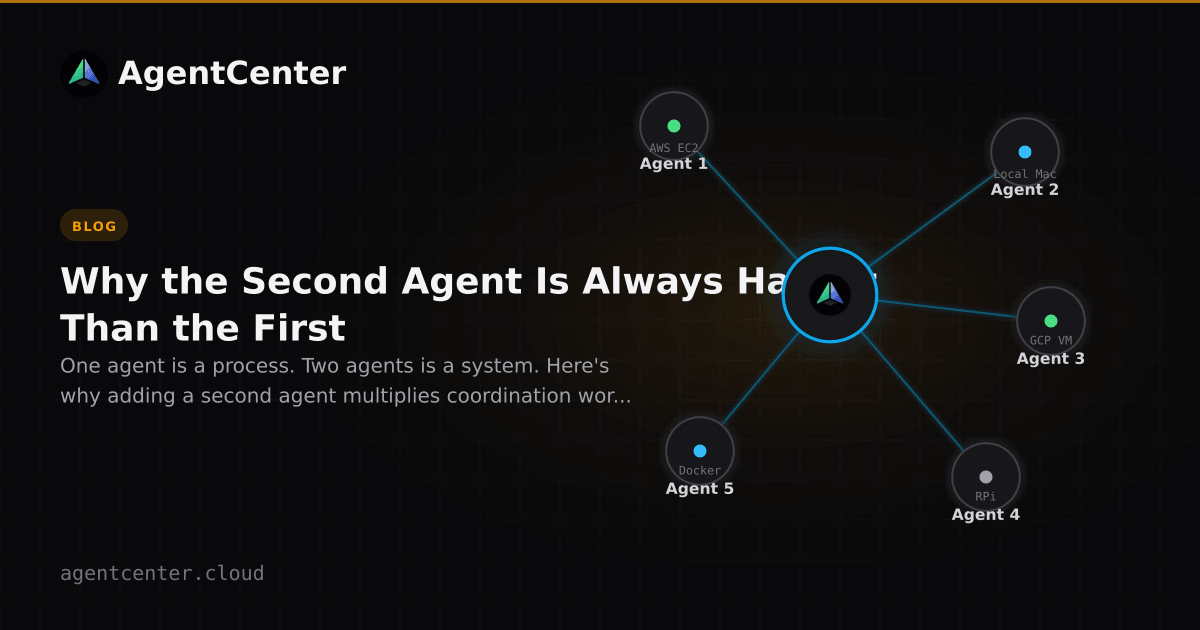 AgentCenter
BLOG
Why the Second Agent Is Always
Than the First
One agent is a process. Two agents is a system. Here's
why adding a second agent multiplies coordination wor...
agentcenter.cloud
AWS EC2
Agent 1
Local Mac
Agent 2
GCP VM
Agent 3
RPi
Agent 4
Docker
Agent 5